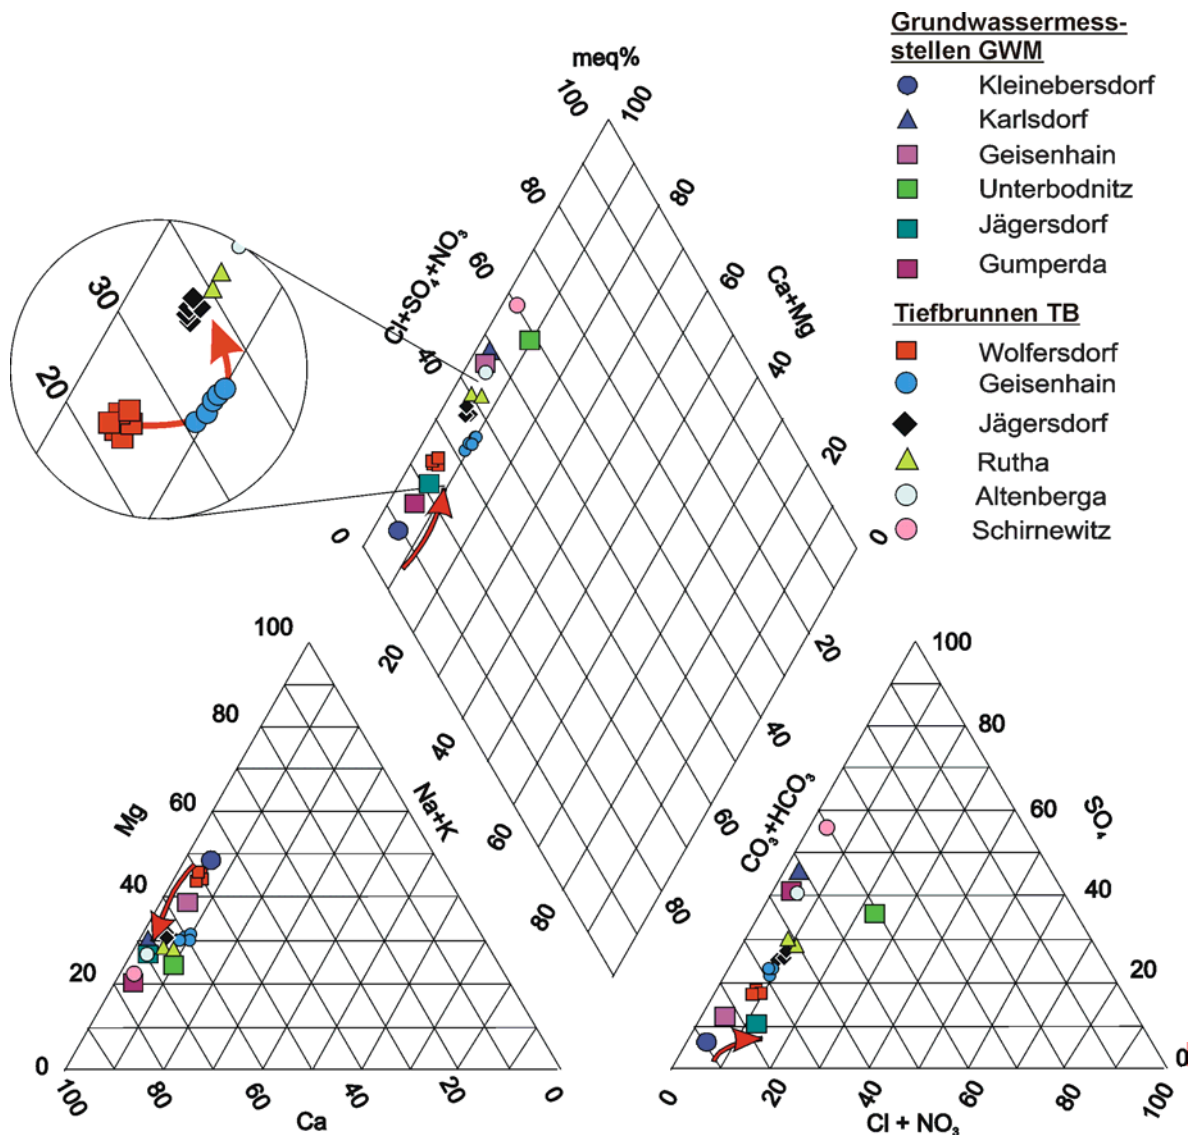 Grundwassermess-
stellen GWM
Kleinebersdorf
Karlsdorf
Geisenhain
Unterbodnitz
Jägersdorf
Gumperda
Tiefbrunnen TB
Wolfersdorf
Geisenhain
Jägersdorf
Rutha
Altenberga
Schirnewitz
meq%
100 100
80 80
60 60
40 40
20
0 0
Cl+SO₄+NO₃
Ca+Mg
30
20
20 20
40 40
60 60
80 80
Na+K
CO₃+HCO₃
100
80
60
40
20
0
Mg
100 80 60 40 20 0
Ca
100
80
60
40
20
0
SO₄
0 20 40 60 80 100
Cl + NO₃